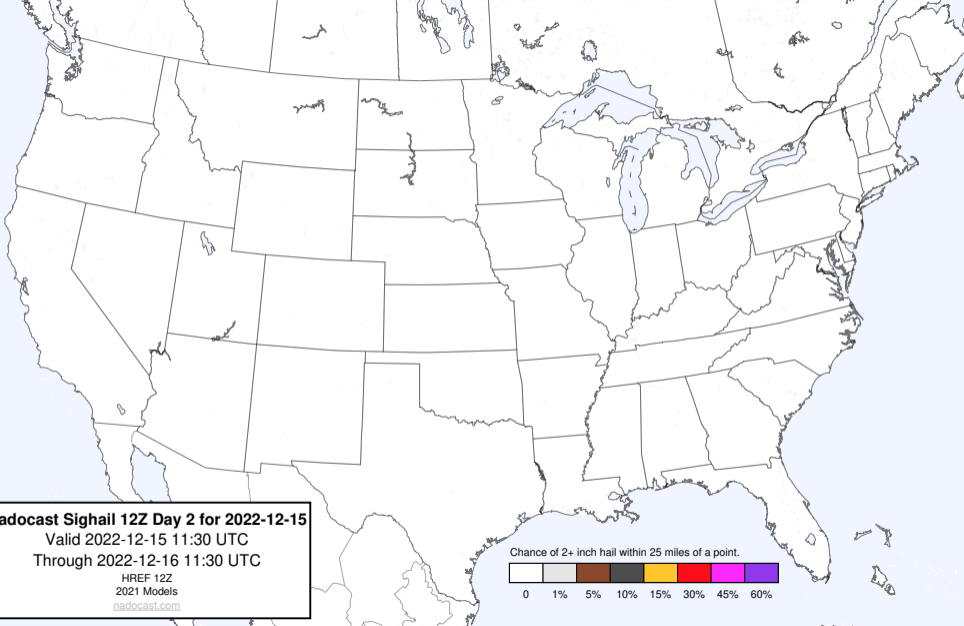 adocast Sighail 12Z Day 2 for 2022-12-15
Valid 2022-12-15 11:30 UTC
Through 2022-12-16 11:30 UTC
HREF 12Z
2021 Models
nadocast.com
Chance of 2+ inch hail within 25 miles of a point.
0 1% 5% 10% 15% 30% 45% 60%